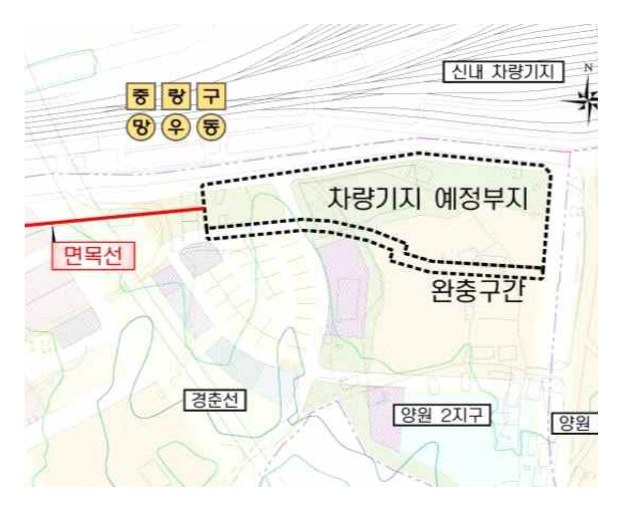 신내 차량기지
N
중랑구
망우동
차량기지 예정부지
면목선
완충구간
경춘선
양원 2지구
양원